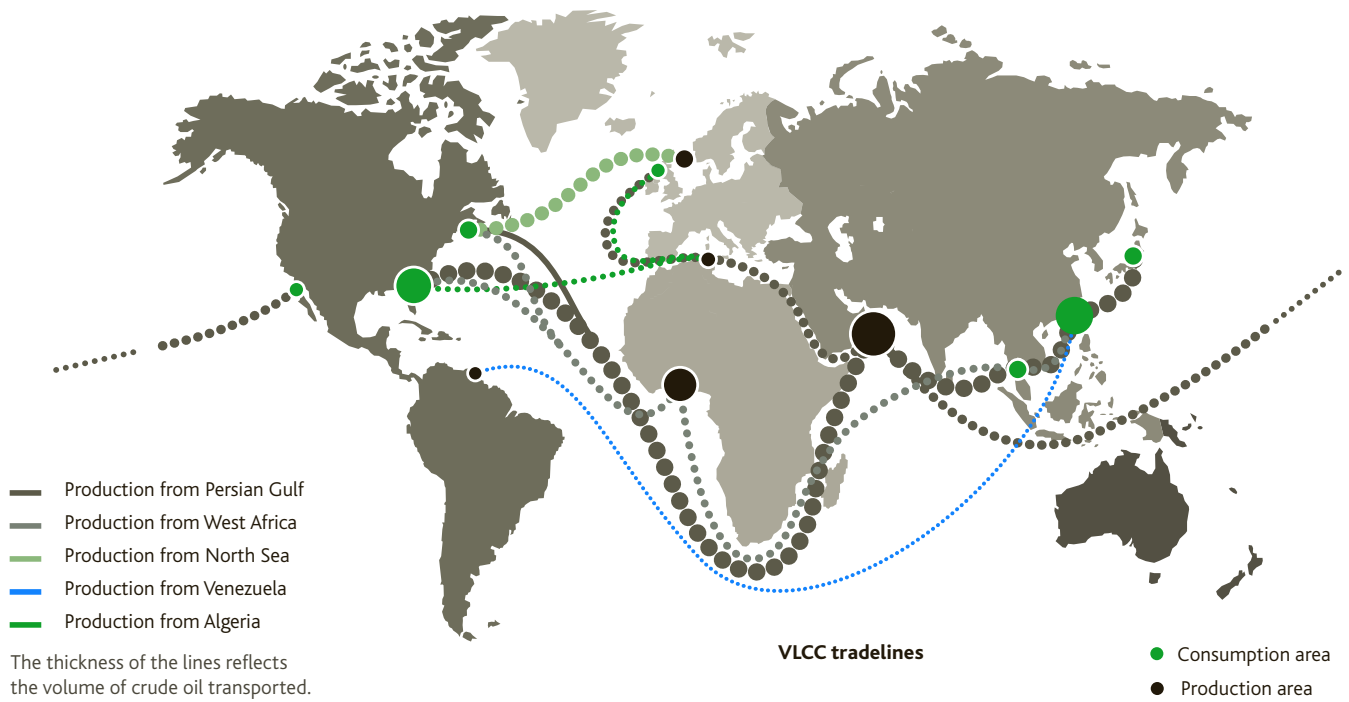 Production from Persian Gulf
Production from West Africa
Production from North Sea
Production from Venezuela
Production from Algeria
The thickness of the lines reflects
the volume of crude oil transported.
VLCC tradelines
Consumption area
Production area